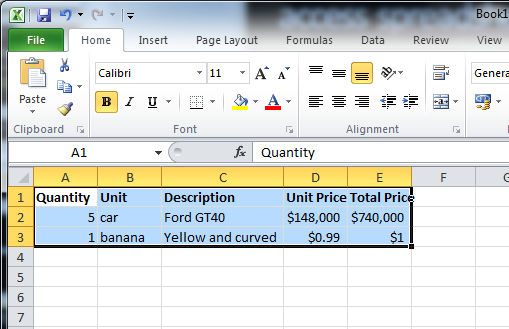 Book1
File Home Insert Page Layout Formulas Data Review View
Calibri 11 A A Genera
Paste B I U A a
Clipboard Font Alignment
A1 fx Quantity
A B C D E F G
1 Quantity Unit Description Unit Price Total Price
2 5 car Ford GT40 $148,000 $740,000
3 1 banana Yellow and curved $0.99 $1
4
5
6
7